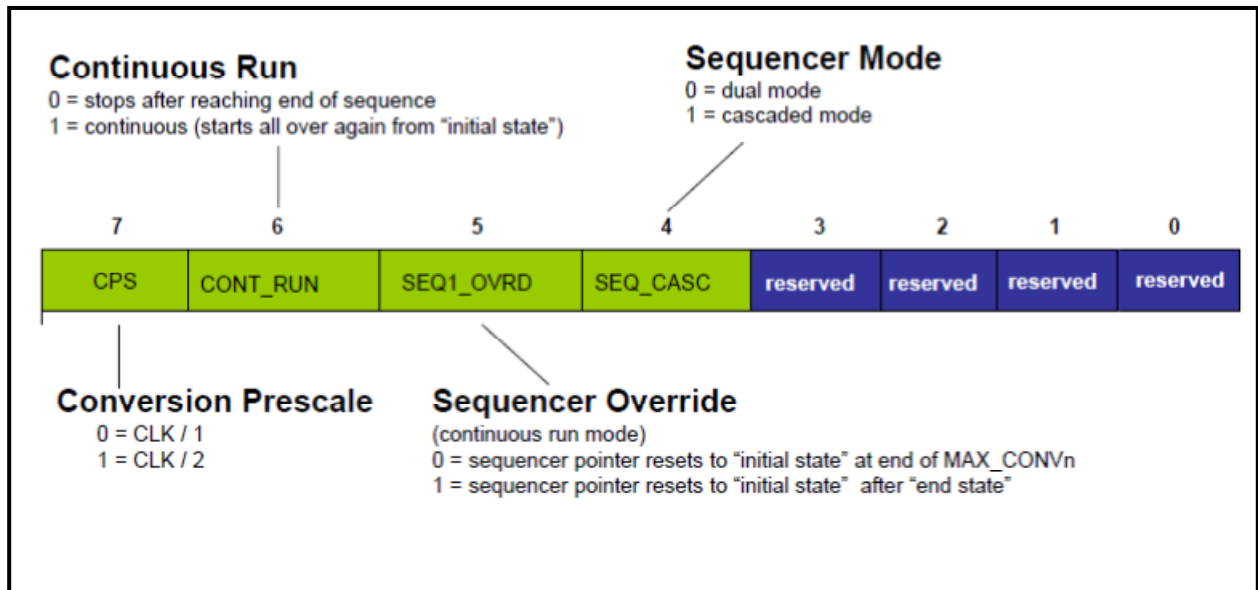 Continuous Run
0 = stops after reaching end of sequence
1 = continuous (starts all over again from “initial state”)
Sequencer Mode
0 = dual mode
1 = cascaded mode
7 6 5 4 3 2 1 0
CPS CONT_RUN SEQ1_OVRD SEQ_CASC reserved reserved reserved reserved
Conversion Prescale
0 = CLK / 1
1 = CLK / 2
Sequencer Override
(continuous run mode)
0 = sequencer pointer resets to “initial state” at end of MAX_CONVn
1 = sequencer pointer resets to “initial state” after “end state”